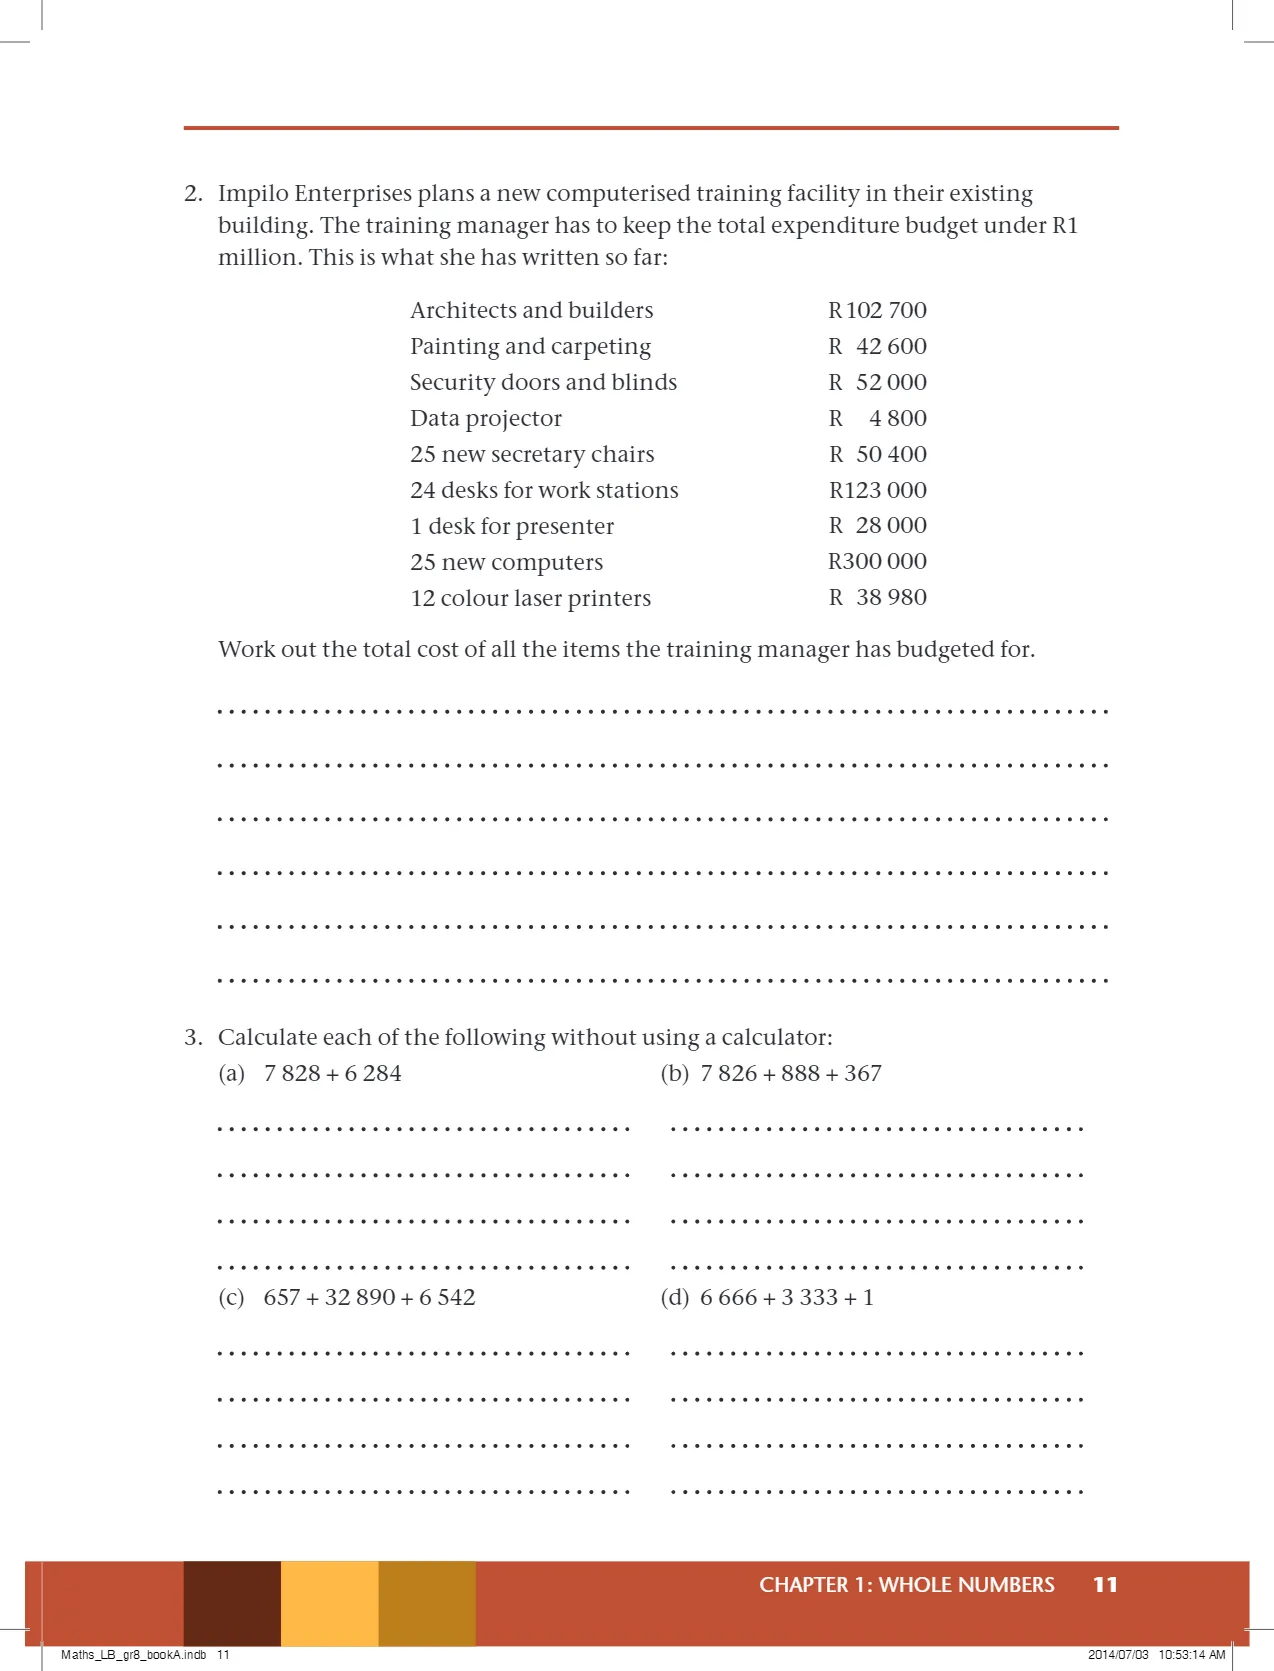 2. Impilo Enterprises plans a new computerised training facility in their existing
building. The training manager has to keep the total expenditure budget under R1
million. This is what she has written so far:
Architects and builders R102 700
Painting and carpeting R 42 600
Security doors and blinds R 52 000
Data projector R 4 800
25 new secretary chairs R 50 400
24 desks for work stations R123 000
1 desk for presenter R 28 000
25 new computers R300 000
12 colour laser printers R 38 980
Work out the total cost of all the items the training manager has budgeted for.
3. Calculate each of the following without using a calculator:
(a) 7 828 + 6 284 (b) 7 826 + 888 + 367
(c) 657 + 32 890 + 6 542 (d) 6 666 + 3 333 + 1
CHAPTER 1: WHOLE NUMBERS 11
Maths_LB_gr8_bookA.indb 11 2014/07/03 10:53:14 AM